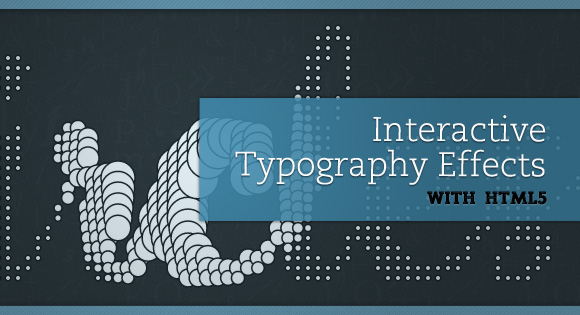 Interactive
Typography Effects
WITH HTML5